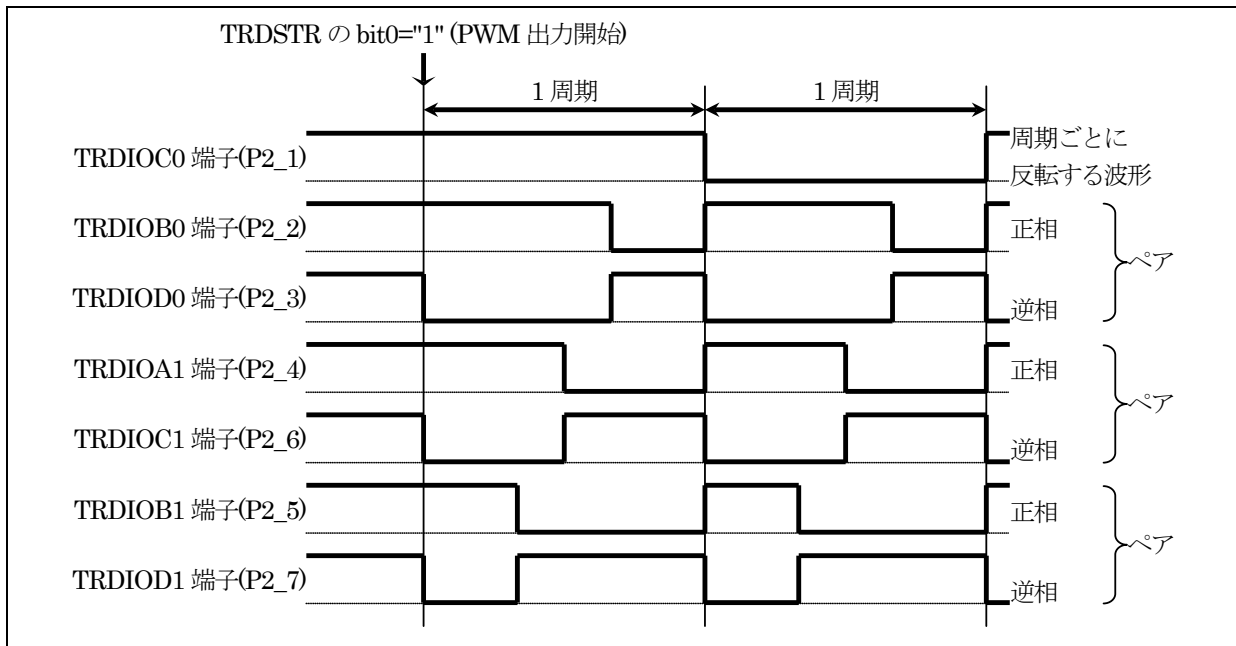 TRDSTR の bit0="1" (PWM 出力開始)
1 周期
1 周期
TRDIOC0 端子(P2_1)
周期ごとに
反転する波形
TRDIOB0 端子(P2_2)
正相
ペア
TRDIOD0 端子(P2_3)
逆相
TRDIOA1 端子(P2_4)
正相
ペア
TRDIOC1 端子(P2_6)
逆相
TRDIOB1 端子(P2_5)
正相
ペア
TRDIOD1 端子(P2_7)
逆相